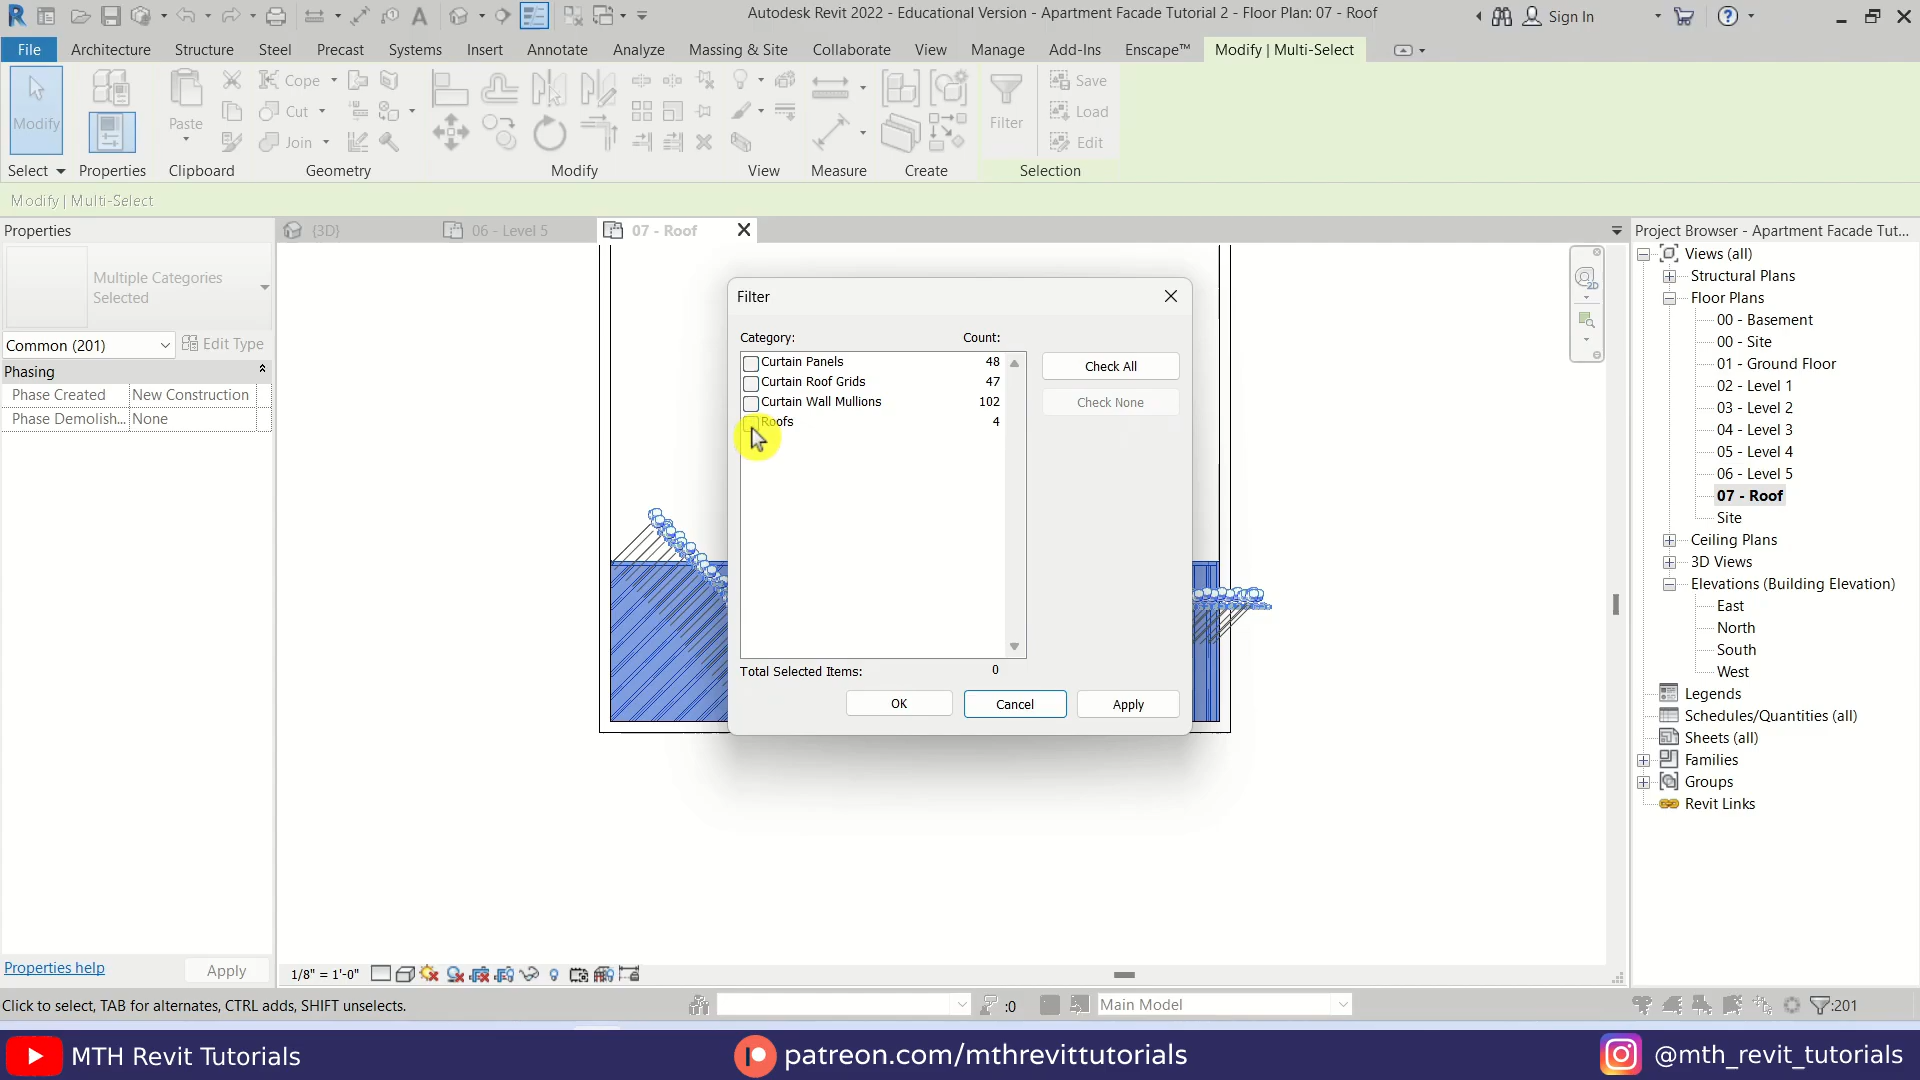 Autodesk Revit 2022 - Educational Version - Apartment Facade Tutorial 2 - Floor Plan: 07 - Roof
Sign In
File Architecture Structure Steel Precast Systems Insert Annotate Analyze Massing & Site Collaborate View Manage Add-Ins Enscape™ Modify | Multi-Select
Modify
Paste
Cope
Cut
Join
Filter
Save
Load
Edit
Select Properties Clipboard Geometry Modify View Measure Create Selection
Modify | Multi-Select
Properties
Multiple Categories
Selected
Common (201) Edit Type
Phasing
Phase Created New Construction
Phase Demolish... None
Properties help Apply
{3D} 06 - Level 5 07 - Roof
2D
Filter
Category: Count:
Curtain Panels 48
Curtain Roof Grids 47
Curtain Wall Mullions 102
Roofs 4
Check All
Check None
Total Selected Items: 0
OK Cancel Apply
Project Browser - Apartment Facade Tut...
Views (all)
Structural Plans
Floor Plans
00 - Basement
00 - Site
01 - Ground Floor
02 - Level 1
03 - Level 2
04 - Level 3
05 - Level 4
06 - Level 5
07 - Roof
Site
Ceiling Plans
3D Views
Elevations (Building Elevation)
East
North
South
West
Legends
Schedules/Quantities (all)
Sheets (all)
Families
Groups
Revit Links
1/8" = 1'-0"
Click to select, TAB for alternates, CTRL adds, SHIFT unselects.
:0
Main Model
:201
MTH Revit Tutorials
patreon.com/mthrevittutorials
@mth_revit_tutorials